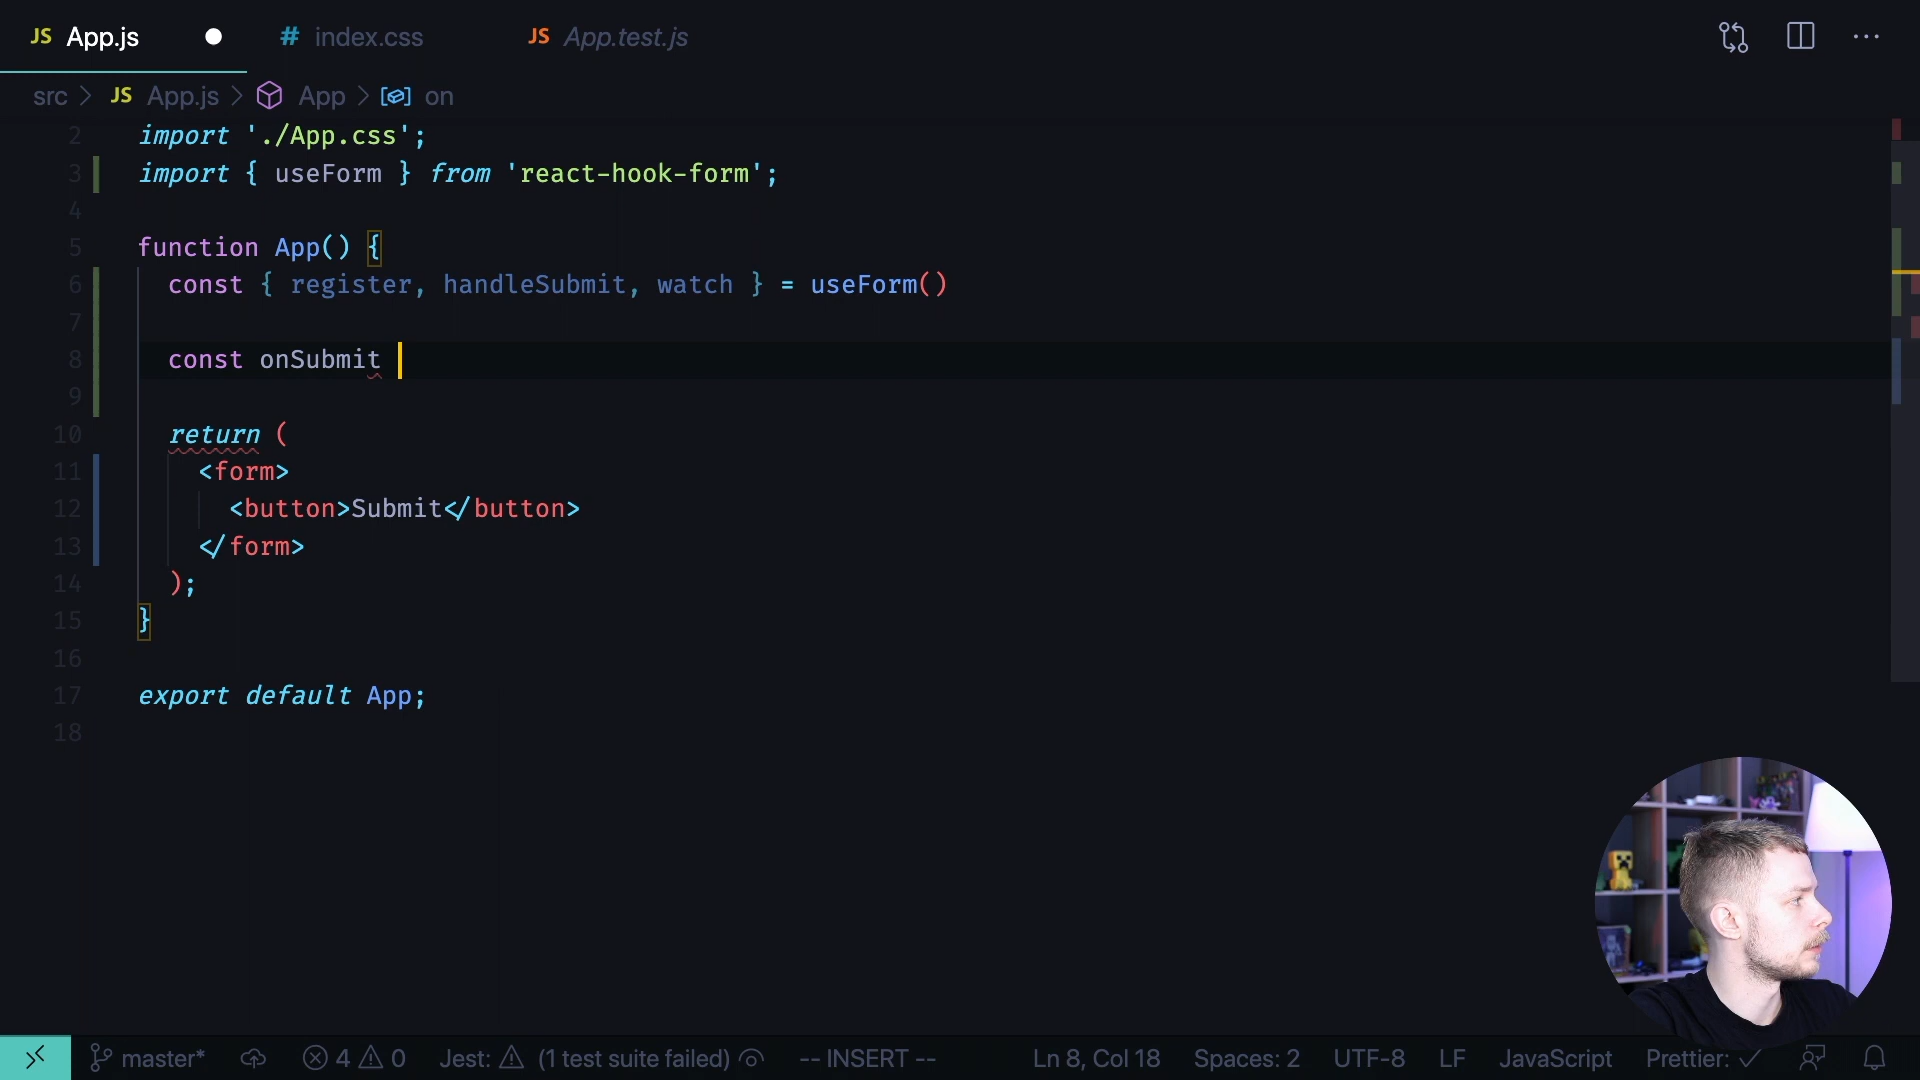 JS App.js
# index.css
JS App.test.js
src > JS App.js > App > on
2 import './App.css';
3 import { useForm } from 'react-hook-form';
4
5 function App() {
6 const { register, handleSubmit, watch } = useForm()
7
8 const onSubmit
9
10 return (
11 <form>
12 <button>Submit</button>
13 </form>
14 );
15 }
16
17 export default App;
18
master* 4 0 Jest: (1 test suite failed) -- INSERT -- Ln 8, Col 18 Spaces: 2 UTF-8 LF JavaScript Prettier: ✓